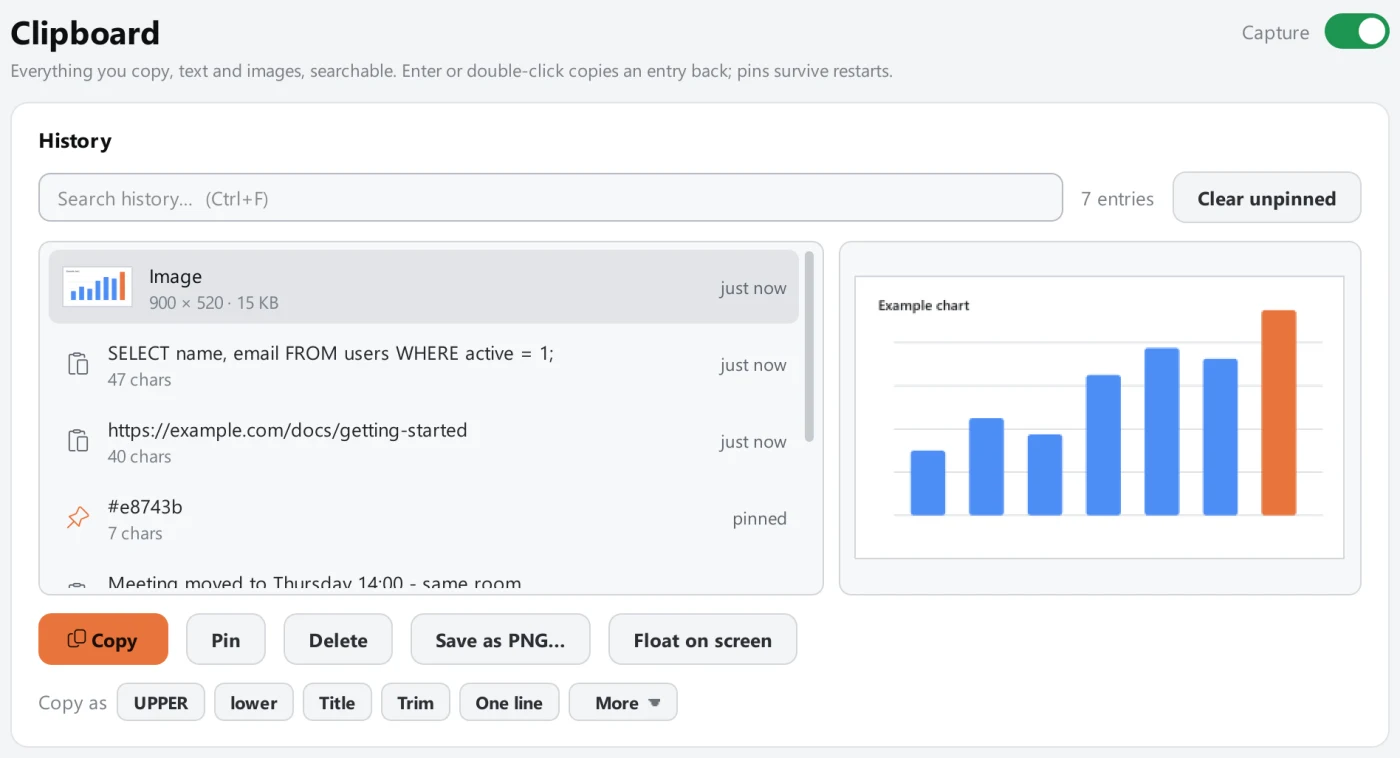 Clipboard
Capture
Everything you copy, text and images, searchable. Enter or double-click copies an entry back; pins survive restarts.
History
Search history... (Ctrl+F)
7 entries
Clear unpinned
Image
900 × 520 · 15 KB
just now
SELECT name, email FROM users WHERE active = 1;
47 chars
just now
https://example.com/docs/getting-started
40 chars
just now
#e8743b
7 chars
pinned
Meeting moved to Thursday 14:00 - same room
Example chart
Copy
Pin
Delete
Save as PNG...
Float on screen
Copy as
UPPER
lower
Title
Trim
One line
More